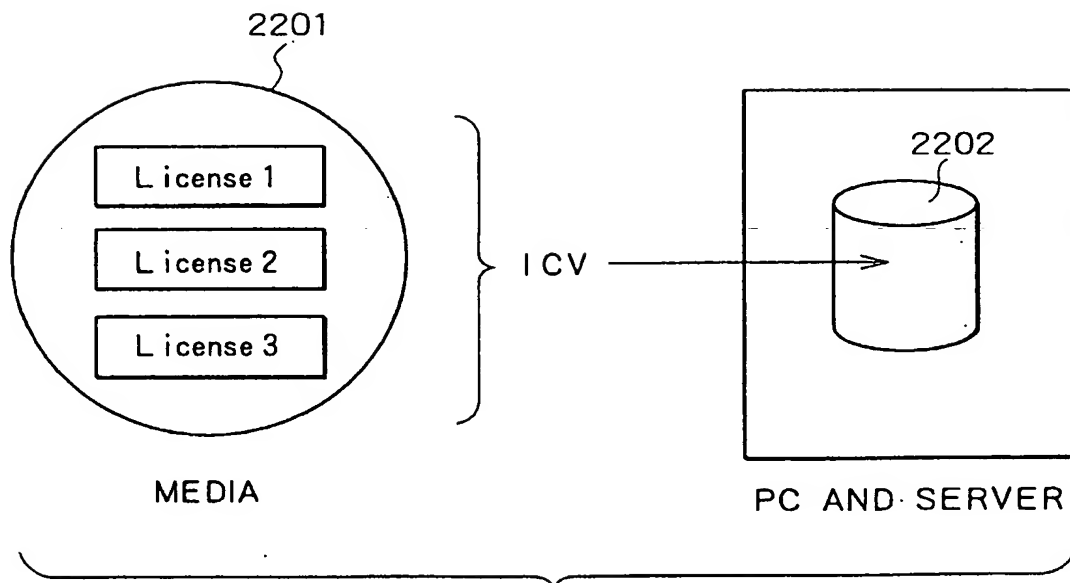 2201
License 1
License 2
License 3
ICV
2202
MEDIA
PC AND SERVER